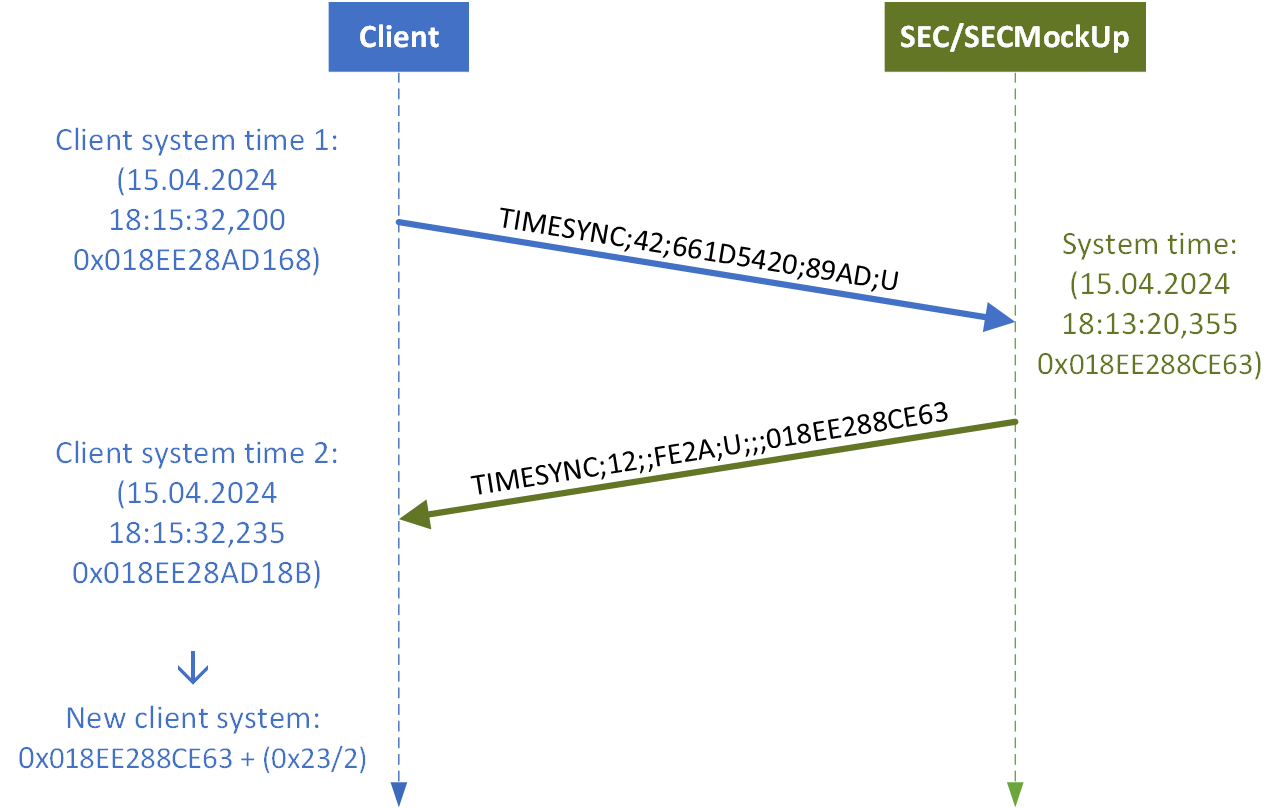 Client
SEC/SECMockUp
Client system time 1:
(15.04.2024
18:15:32,200
0x018EE28AD168)
TIMESYNC;42;661D5420;89AD;U
System time:
(15.04.2024
18:13:20,355
0x018EE288CE63)
TIMESYNC;12;;FE2A;U;;;018EE288CE63
Client system time 2:
(15.04.2024
18:15:32,235
0x018EE28AD18B)
New client system:
0x018EE288CE63 + (0x23/2)